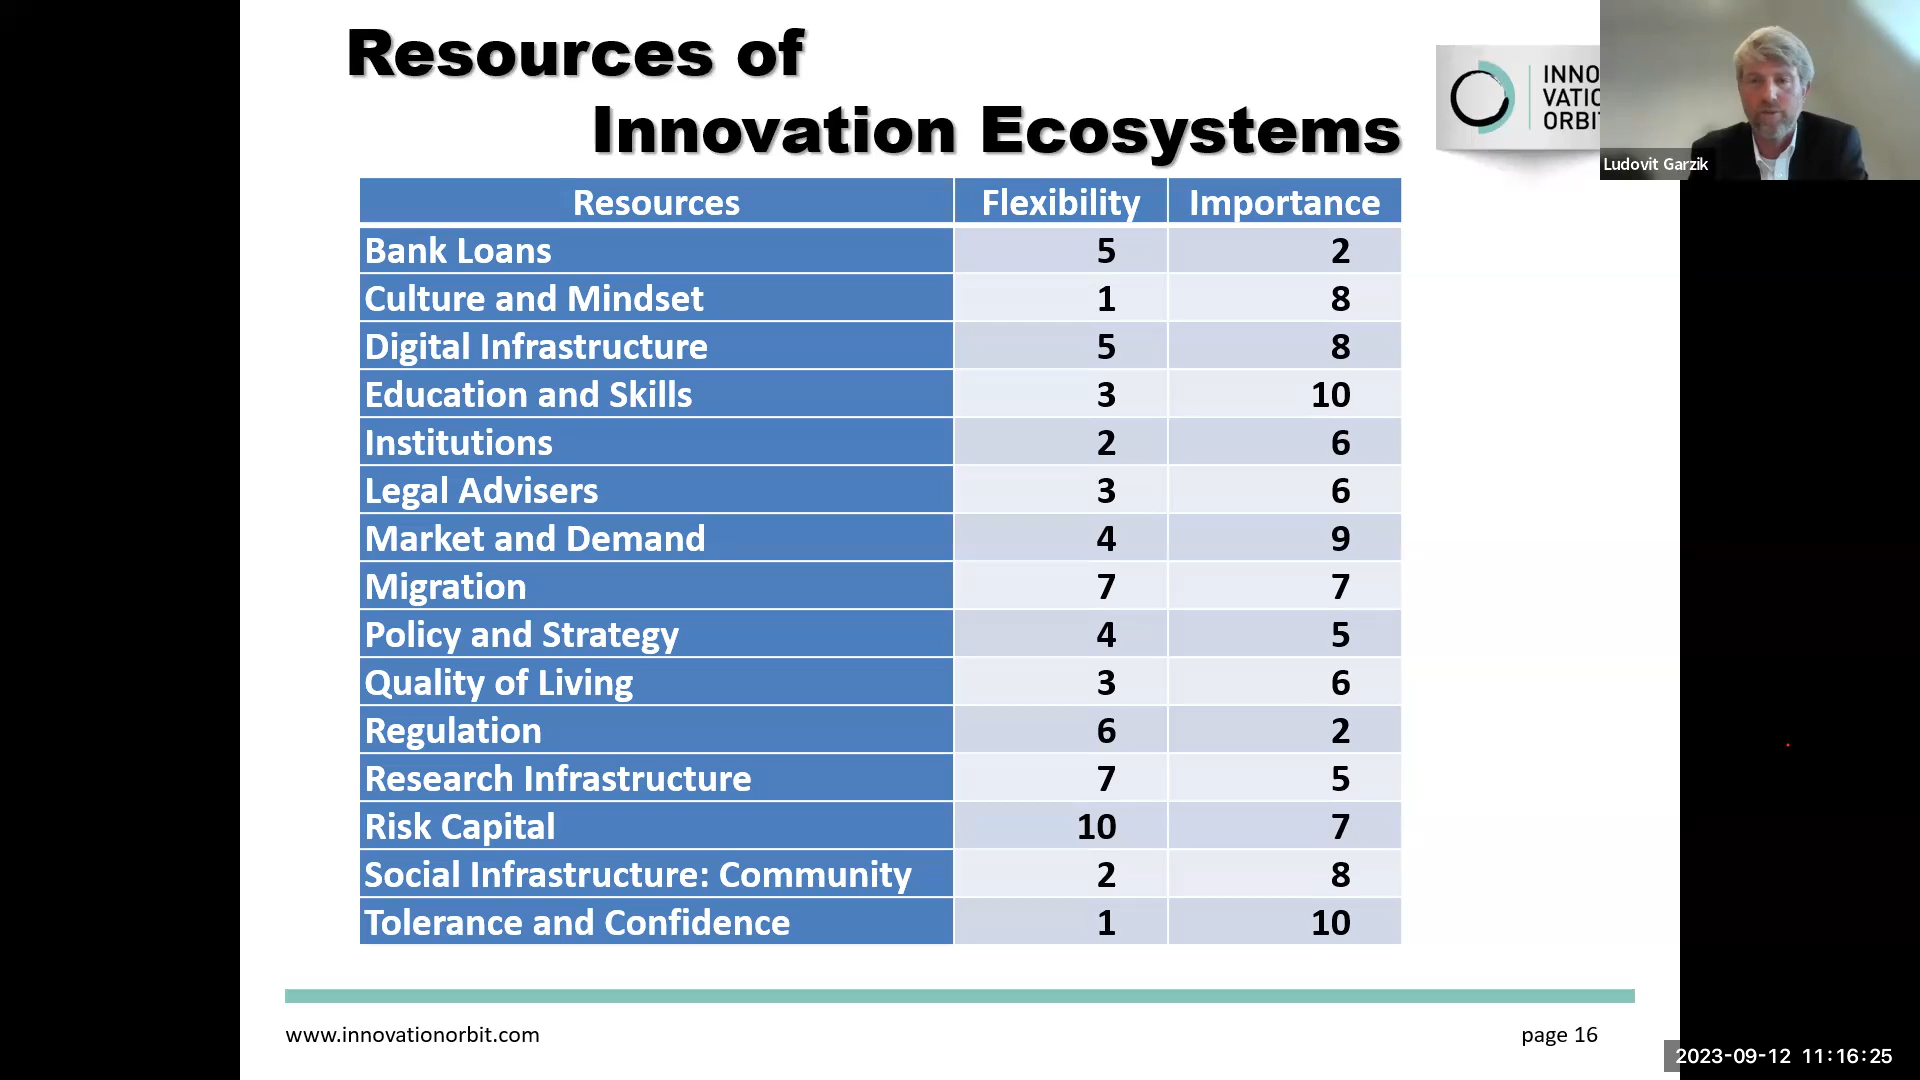 Resources of
Innovation Ecosystems
INNO
VATIO
ORBIT
Ludovit Garzik
Resources Flexibility Importance
Bank Loans 5 2
Culture and Mindset 1 8
Digital Infrastructure 5 8
Education and Skills 3 10
Institutions 2 6
Legal Advisers 3 6
Market and Demand 4 9
Migration 7 7
Policy and Strategy 4 5
Quality of Living 3 6
Regulation 6 2
Research Infrastructure 7 5
Risk Capital 10 7
Social Infrastructure: Community 2 8
Tolerance and Confidence 1 10
www.innovationorbit.com
page 16
2023-09-12 11:16:25